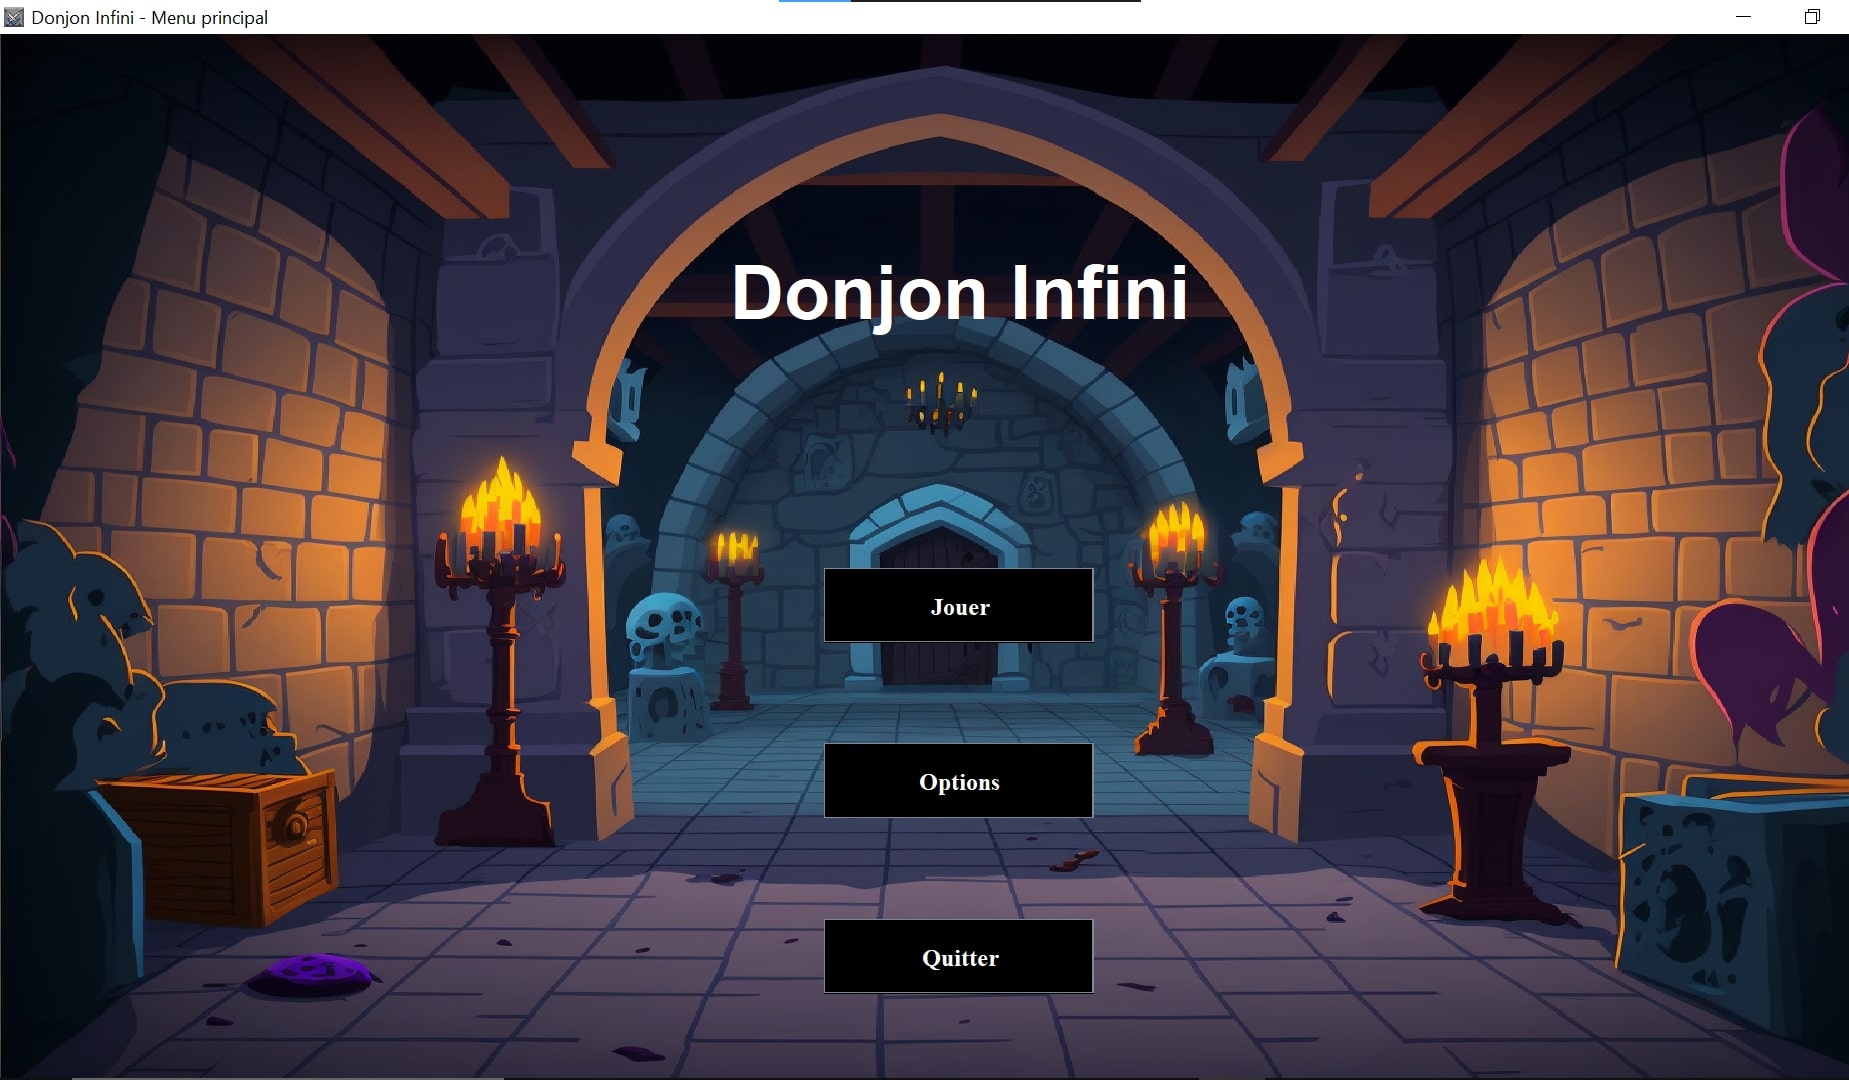 Donjon Infini - Menu principal
Donjon Infini
Jouer
Options
Quitter